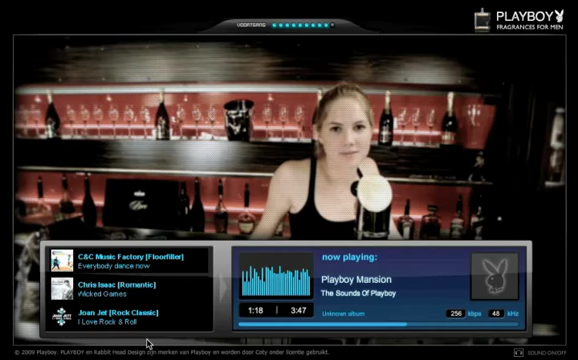 VOORTGANG
PLAYBOY
FRAGRANCES FOR MEN
C&C Music Factory [Floorfiller]
Everybody dance now
Chris Isaac [Romantic]
Wicked Games
Joan Jet [Rock Classic]
I Love Rock & Roll
now playing:
Playboy Mansion
The Sounds Of Playboy
1:18 3:47
Unknown album 256 kbps 48 kHz
© 2009 Playboy. PLAYBOY en Rabbit Head Design zijn merken van Playboy en worden door Coty onder licentie gebruikt.
SOUND ON/OFF